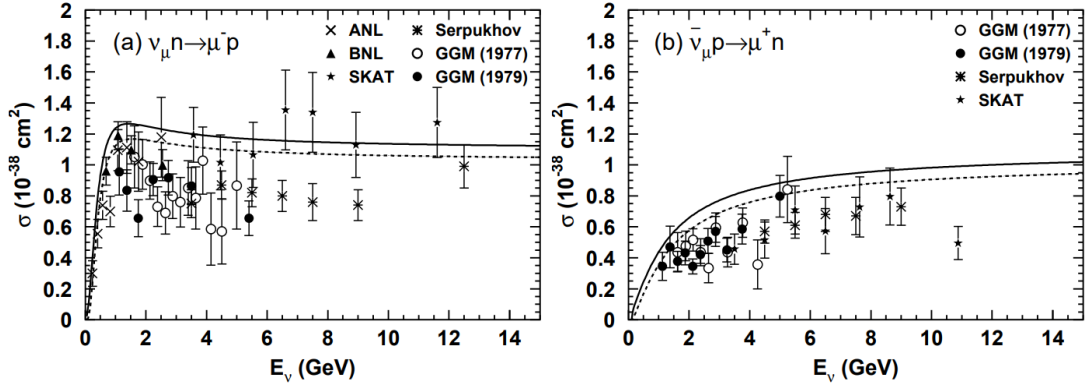 (a) ν_μ n→μ⁻p
× ANL
▲ BNL
★ SKAT
✳ Serpukhov
○ GGM (1977)
● GGM (1979)
σ (10⁻³⁸ cm²)
2
1.8
1.6
1.4
1.2
1
0.8
0.6
0.4
0.2
0
0 2 4 6 8 10 12 14
E_ν (GeV)
(b) ν̄_μ p→μ⁺n
○ GGM (1977)
● GGM (1979)
✳ Serpukhov
★ SKAT
σ (10⁻³⁸ cm²)
2
1.8
1.6
1.4
1.2
1
0.8
0.6
0.4
0.2
0
0 2 4 6 8 10 12 14
E_ν (GeV)